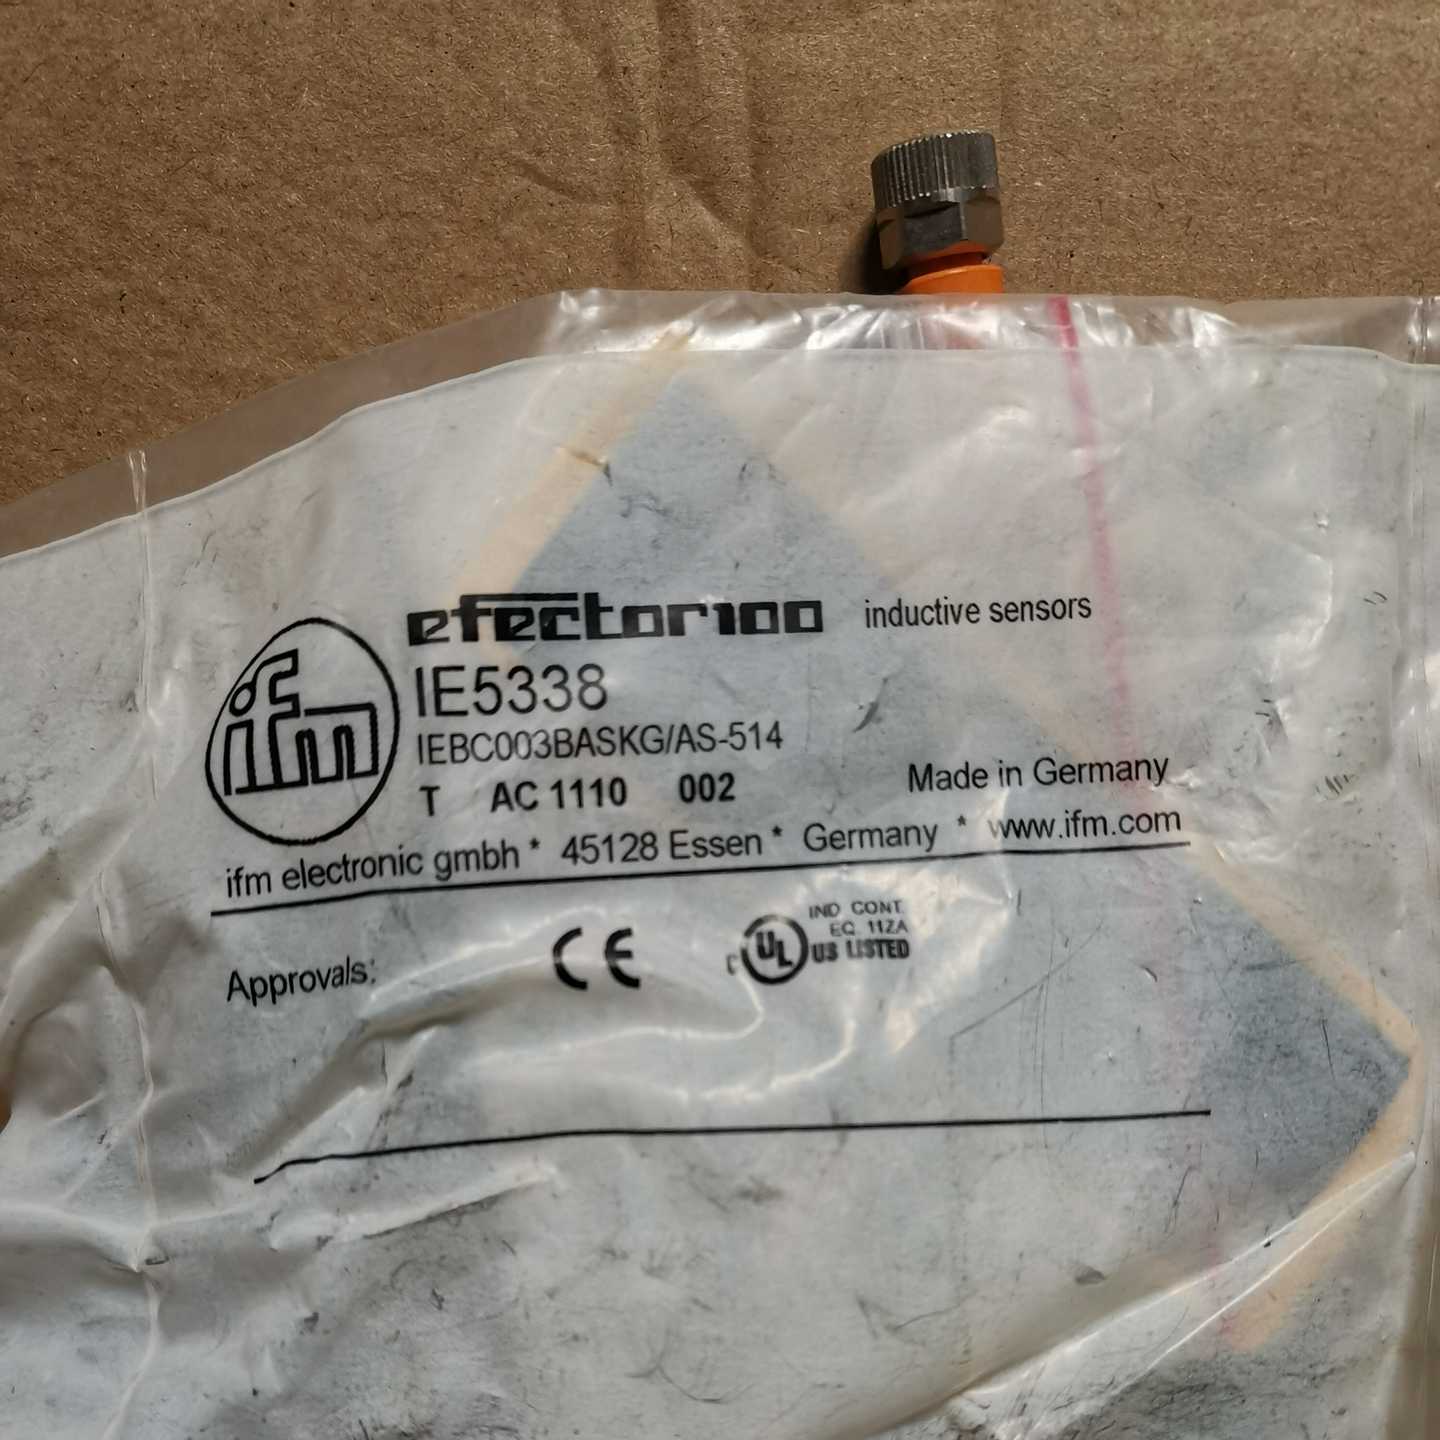 efector100 inductive sensors
ifm
IE5338
IEBC003BASKG/AS-514
T AC 1110 002 Made in Germany
ifm electronic gmbh * 45128 Essen * Germany * www.ifm.com
Approvals: CE
IND CONT.
EQ. 11ZA
C UL US LISTED